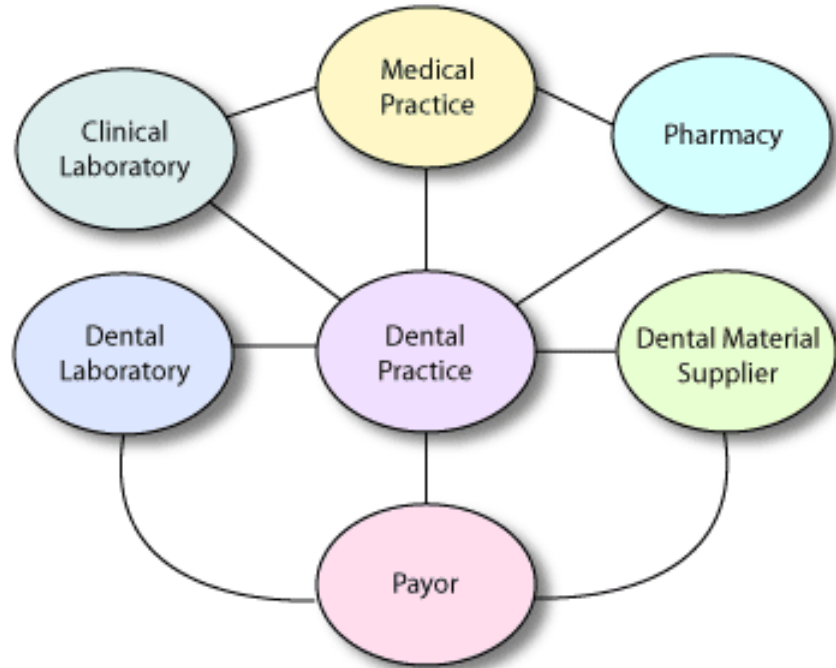 Medical
Practice
Clinical
Laboratory
Pharmacy
Dental
Laboratory
Dental
Practice
Dental Material
Supplier
Payor